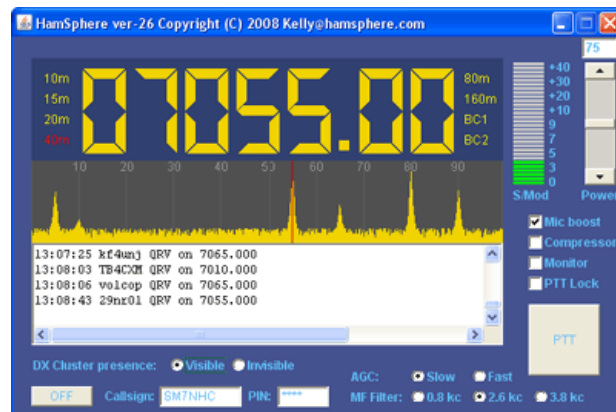 HamSphere ver-26 Copyright (C) 2008 Kelly@hamsphere.com
75
10m
15m
20m
40m
07055.00
80m
160m
BC1
BC2
+40
+30
+20
+10
9
7
5
3
0
S/Mod
Power
10 20 30 40 50 60 70 80 90
13:07:25 kf4unj QRV on 7065.000
13:08:03 TB4CXM QRV on 7010.000
13:08:06 volcop QRV on 7065.000
13:08:43 29nr01 QRV on 7055.000
Mic boost
Compressor
Monitor
PTT Lock
PTT
DX Cluster presence: Visible Invisible
AGC: Slow Fast
OFF Callsign: SM7NHC PIN: ****
MF Filter: 0.8 kc 2.6 kc 3.8 kc